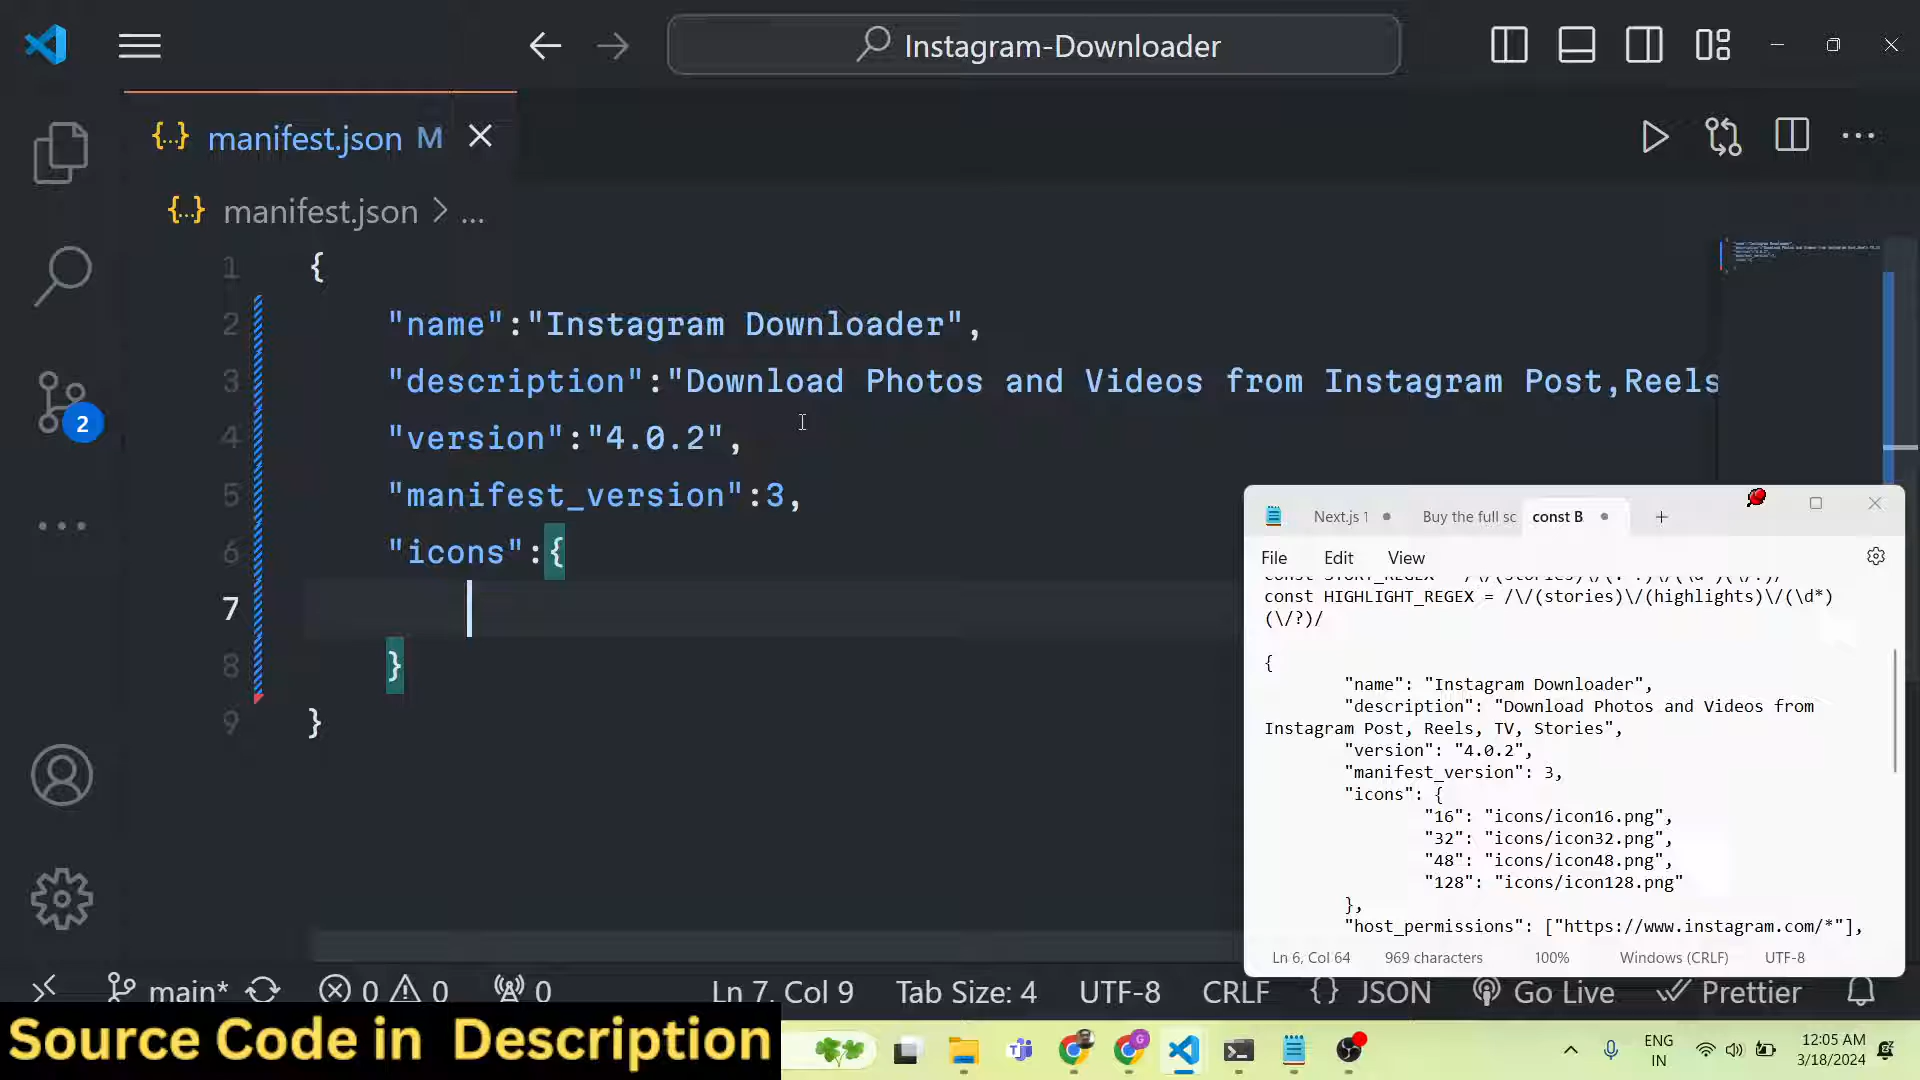 Instagram-Downloader
{..} manifest.json M
{..} manifest.json > ...
1 {
2 "name":"Instagram Downloader",
3 "description":"Download Photos and Videos from Instagram Post,Reels
4 "version":"4.0.2",
5 "manifest_version":3,
6 "icons":{
7
8 }
9 }
2
Next.js 1
Buy the full sc
const B
File Edit View
const HIGHLIGHT_REGEX = /\/(stories)\/(highlights)\/(\d*)
(\/?)/
{
"name": "Instagram Downloader",
"description": "Download Photos and Videos from
Instagram Post, Reels, TV, Stories",
"version": "4.0.2",
"manifest_version": 3,
"icons": {
"16": "icons/icon16.png",
"32": "icons/icon32.png",
"48": "icons/icon48.png",
"128": "icons/icon128.png"
},
"host_permissions": ["https://www.instagram.com/*"],
Ln 6, Col 64 969 characters 100% Windows (CRLF) UTF-8
main* 0 0 0 Ln 7, Col 9 Tab Size: 4 UTF-8 CRLF {} JSON Go Live Prettier
Source Code in Description
ENG
IN
12:05 AM
3/18/2024